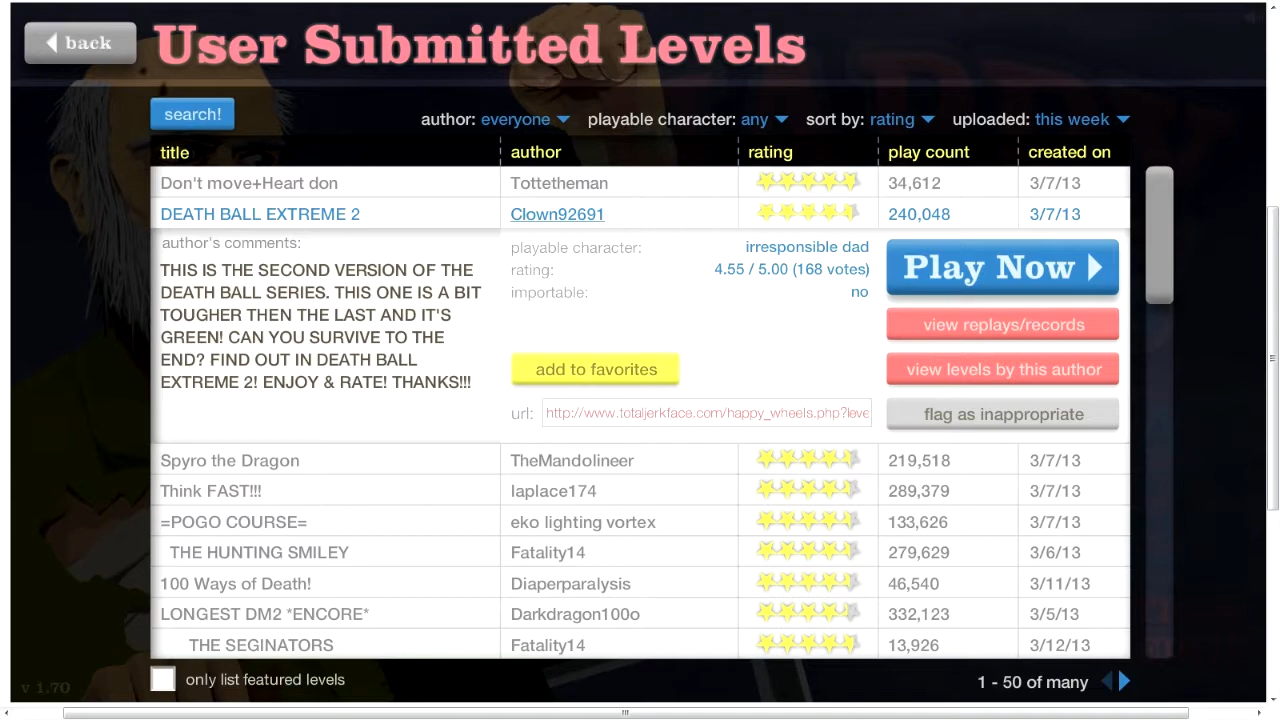 back
User Submitted Levels
search!
author: everyone playable character: any sort by: rating uploaded: this week
title author rating play count created on
Don't move+Heart don Tottetheman 34,612 3/7/13
DEATH BALL EXTREME 2 Clown92691 240,048 3/7/13
author's comments:
THIS IS THE SECOND VERSION OF THE
DEATH BALL SERIES. THIS ONE IS A BIT
TOUGHER THEN THE LAST AND IT'S
GREEN! CAN YOU SURVIVE TO THE
END? FIND OUT IN DEATH BALL
EXTREME 2! ENJOY & RATE! THANKS!!!
playable character: irresponsible dad
rating: 4.55 / 5.00 (168 votes)
importable: no
add to favorites
url: http://www.totaljerkface.com/happy_wheels.php?leve
Play Now
view replays/records
view levels by this author
flag as inappropriate
Spyro the Dragon TheMandolineer 219,518 3/7/13
Think FAST!!! laplace174 289,379 3/7/13
=POGO COURSE= eko lighting vortex 133,626 3/7/13
THE HUNTING SMILEY Fatality14 279,629 3/6/13
100 Ways of Death! Diaperparalysis 46,540 3/11/13
LONGEST DM2 *ENCORE* Darkdragon100o 332,123 3/5/13
THE SEGINATORS Fatality14 13,926 3/12/13
only list featured levels
1 - 50 of many
v 1.70